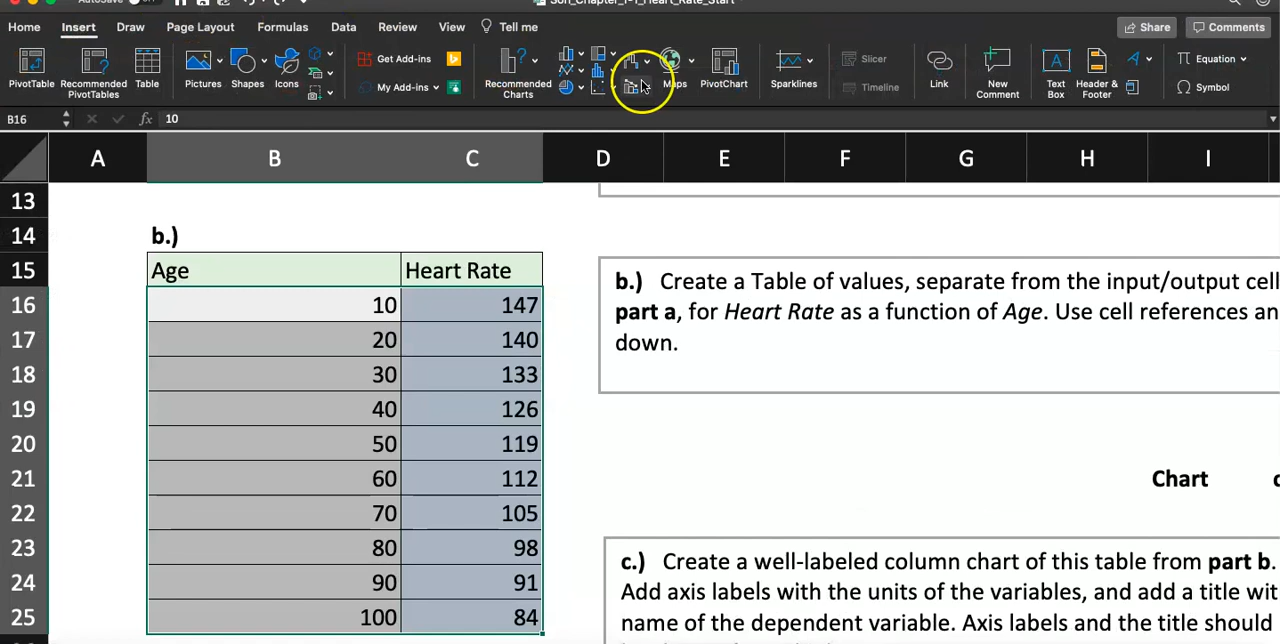 Son_Chapter_1-1_Heart_Rate_Start
Home Insert Draw Page Layout Formulas Data Review View Tell me Share Comments
PivotTable Recommended PivotTables Table Pictures Shapes Icons Get Add-ins My Add-ins Recommended Charts Maps PivotChart Sparklines Slicer Timeline Link New Comment Text Box Header & Footer Equation Symbol
B16 fx 10
A B C D E F G H I
13
14 b.)
15 Age Heart Rate
b.) Create a Table of values, separate from the input/output cell
16 10 147
part a, for Heart Rate as a function of Age. Use cell references an
17 20 140
down.
18 30 133
19 40 126
20 50 119
21 60 112
Chart
22 70 105
23 80 98
c.) Create a well-labeled column chart of this table from part b.
24 90 91
Add axis labels with the units of the variables, and add a title wit
25 100 84
name of the dependent variable. Axis labels and the title should